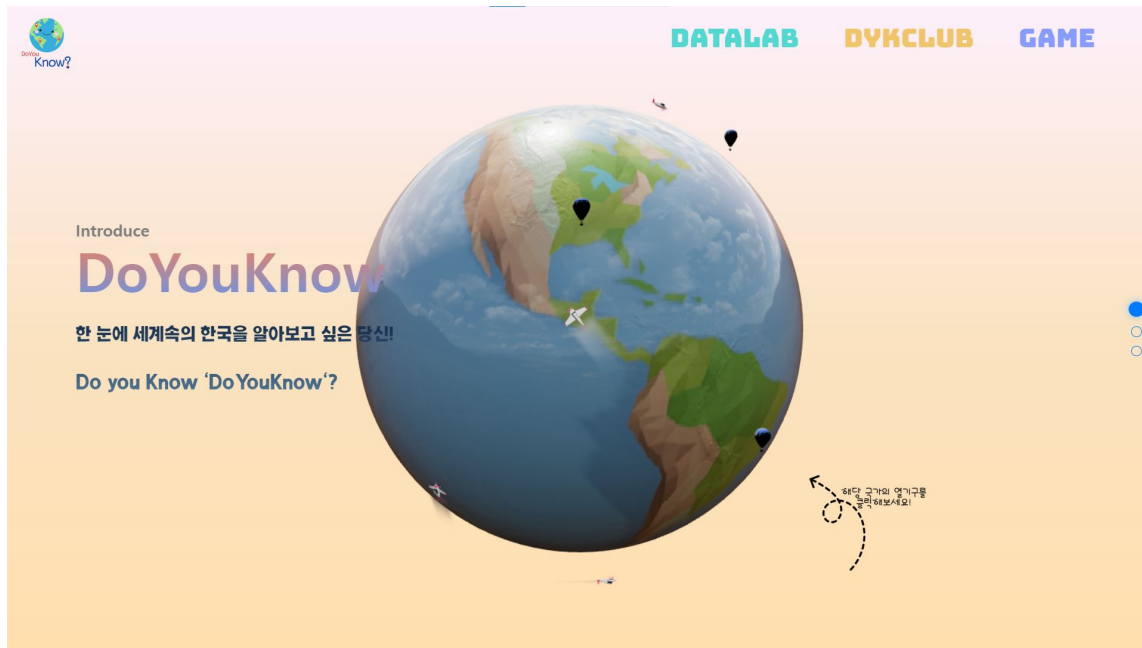 DoYou
Know?
DATALAB
DYKCLUB
GAME
Introduce
DoYouKnow
한 눈에 세계속의 한국을 알아보고 싶은 당신!
Do you Know ‘DoYouKnow‘?
해당 국가의 열기구를
클릭해보세요!